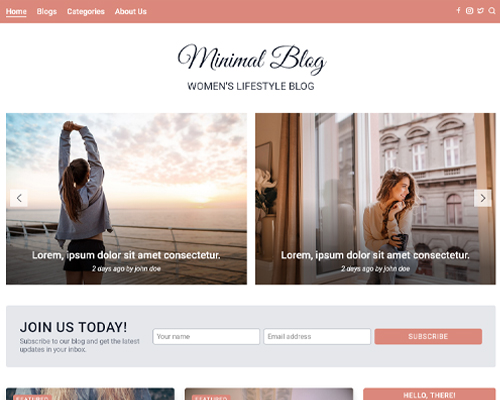 Home Blogs Categories About Us
Minimal Blog
WOMEN'S LIFESTYLE BLOG
Lorem, ipsum dolor sit amet consectetur.
2 days ago by john doe
Lorem, ipsum dolor sit amet consectetur.
2 days ago by john doe
JOIN US TODAY!
Subscribe to our blog and get the latest
updates in your inbox.
Your name
Email address
SUBSCRIBE
FEATURED
FEATURED
HELLO, THERE!